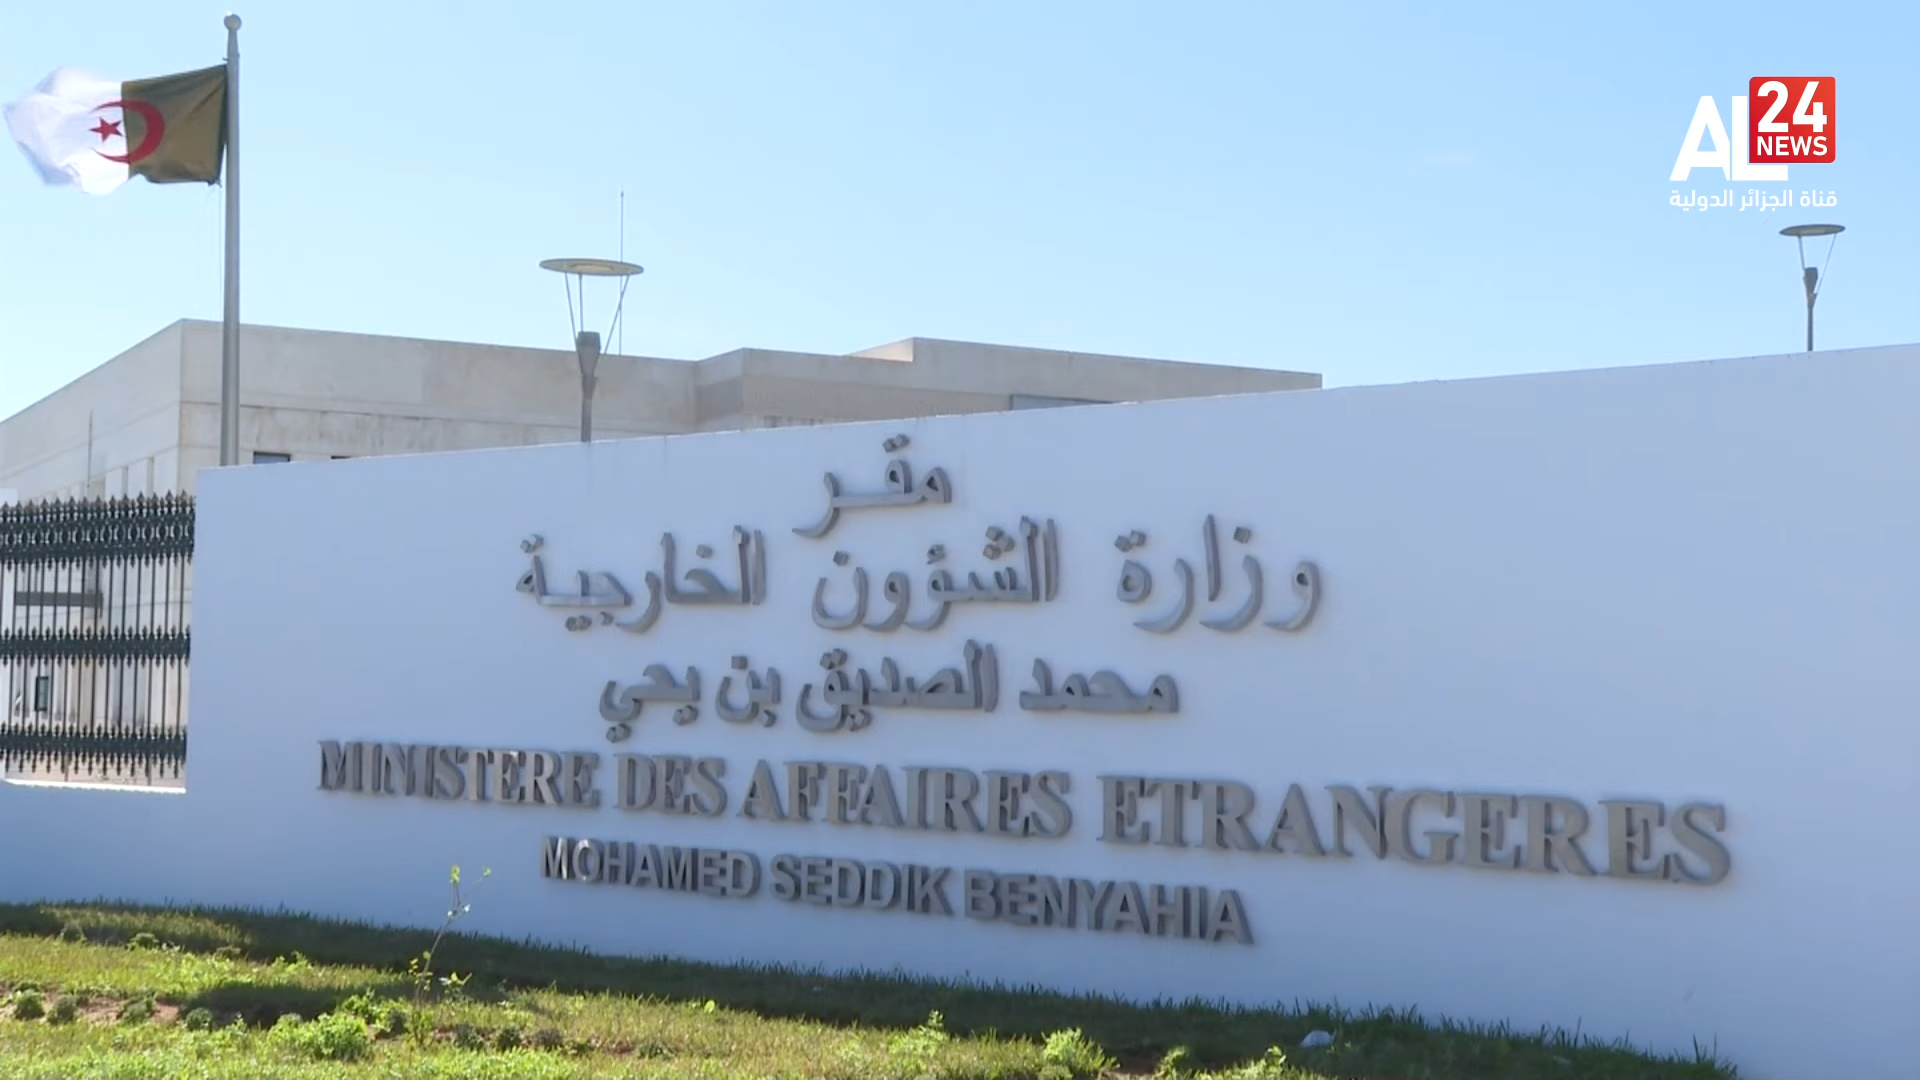 AL
24
NEWS
قناة الجزائر الدولية
مقر
وزارة الشؤون الخارجية
محمد الصديق بن يحي
MINISTERE DES AFFAIRES ETRANGERES
MOHAMED SEDDIK BENYAHIA